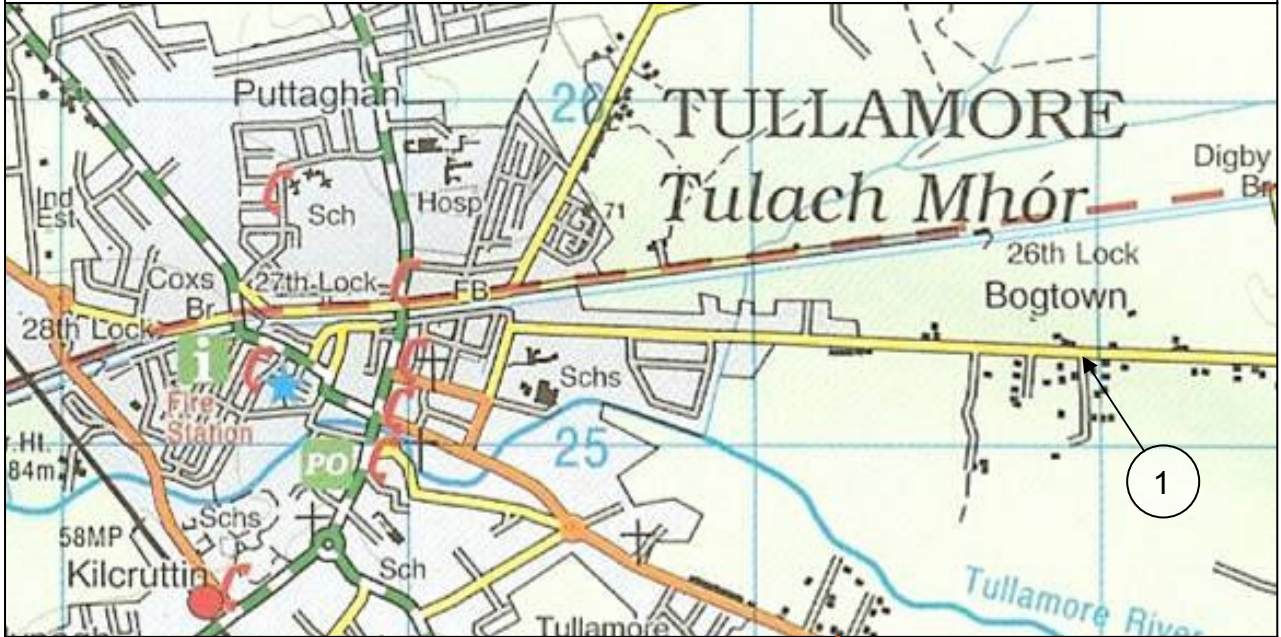 Puttaghan
26
TULLAMORE
Tulach Mhór
Digby
Br
Ind
Est
Sch
Hosp
71
26th Lock
Bogtown
Coxs
Br
27th Lock
FB
28th Lock
i
Fire
Station
Schs
r.Ht.
84m
PO
25
1
58MP
Schs
Kilcruttin
Sch
Tullamore
Tullamore River